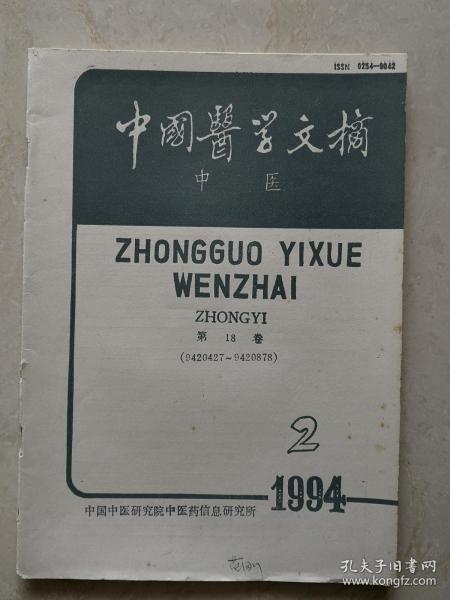 ISSN 0254-9042
中國醫学文摘
中 医
ZHONGGUO YIXUE
WENZHAI
ZHONGYI
第 18 卷
(9420427~9420878)
2
1994
中国中医研究院中医药信息研究所
孔夫子旧书网
www.kongfz.com